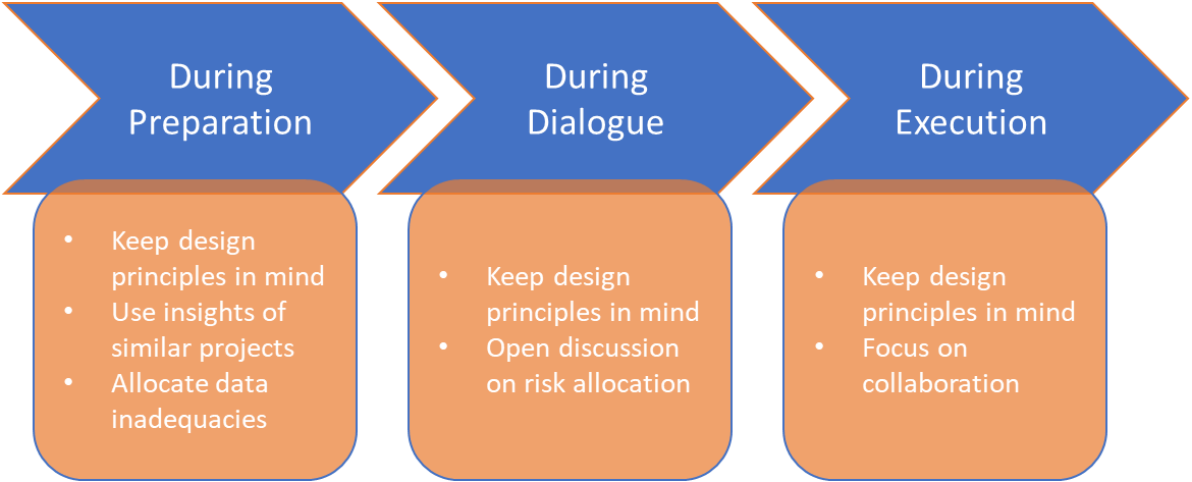 During
Preparation
• Keep design
principles in mind
• Use insights of
similar projects
• Allocate data
inadequacies
During
Dialogue
• Keep design
principles in mind
• Open discussion
on risk allocation
During
Execution
• Keep design
principles in mind
• Focus on
collaboration